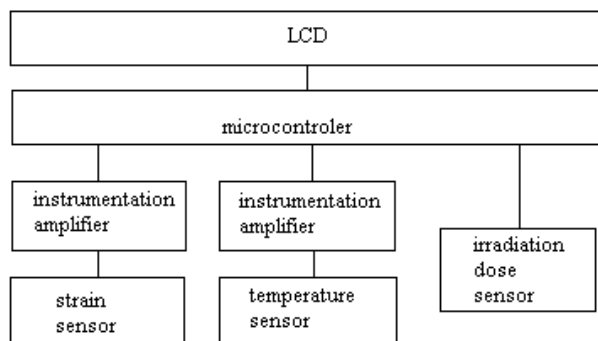 LCD
microcontroler
instrumentation
amplifier
instrumentation
amplifier
irradiation
dose
sensor
strain
sensor
temperature
sensor